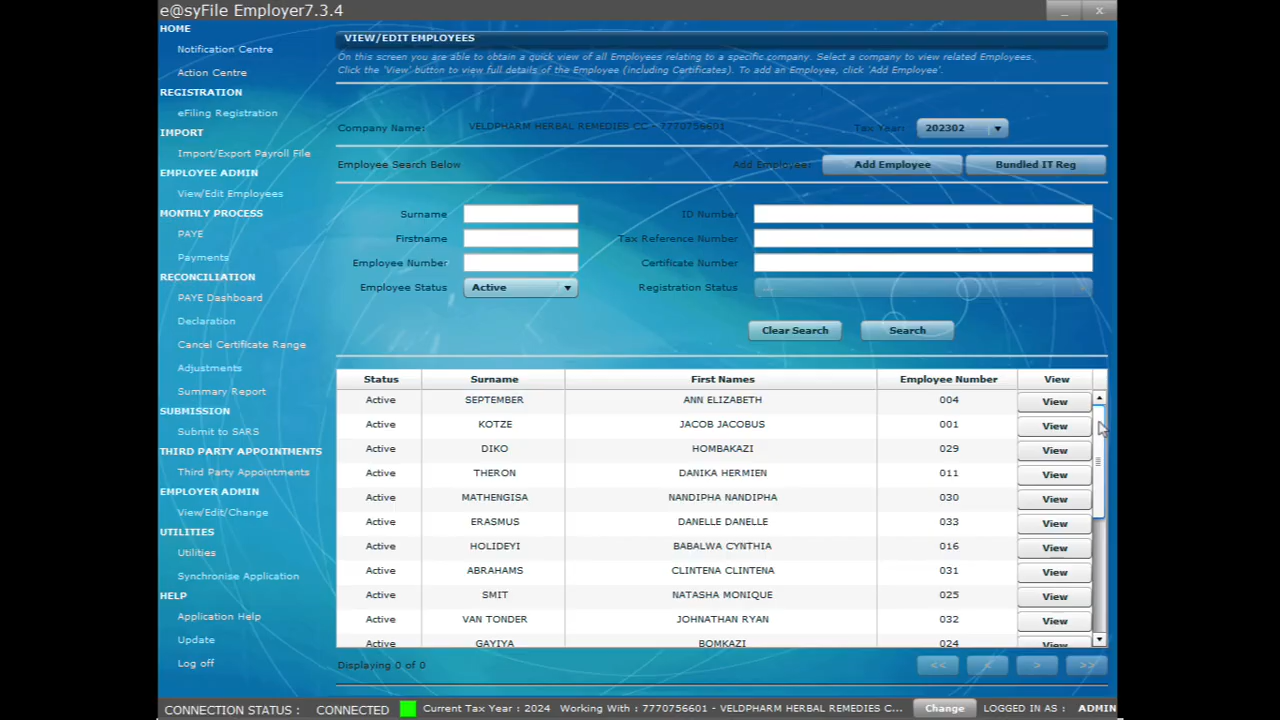 e@syFile Employer7.3.4
_ x
HOME
Notification Centre
Action Centre
REGISTRATION
eFiling Registration
IMPORT
Import/Export Payroll File
EMPLOYEE ADMIN
View/Edit Employees
MONTHLY PROCESS
PAYE
Payments
RECONCILIATION
PAYE Dashboard
Declaration
Cancel Certificate Range
Adjustments
Summary Report
SUBMISSION
Submit to SARS
THIRD PARTY APPOINTMENTS
Third Party Appointments
EMPLOYER ADMIN
View/Edit/Change
UTILITIES
Utilities
Synchronise Application
HELP
Application Help
Update
Log off
VIEW/EDIT EMPLOYEES
On this screen you are able to obtain a quick view of all Employees relating to a specific company. Select a company to view related Employees.
Click the 'View' button to view full details of the Employee (including Certificates). To add an Employee, click 'Add Employee'.
Company Name: VELDPHARM HERBAL REMEDIES CC - 7770756601 Tax Year: 202302
Employee Search Below Add Employee: Add Employee Bundled IT Reg
Surname ID Number
Firstname Tax Reference Number
Employee Number Certificate Number
Employee Status Active Registration Status ...
Clear Search Search
Status Surname First Names Employee Number View
Active SEPTEMBER ANN ELIZABETH 004 View
Active KOTZE JACOB JACOBUS 001 View
Active DIKO HOMBAKAZI 029 View
Active THERON DANIKA HERMIEN 011 View
Active MATHENGISA NANDIPHA NANDIPHA 030 View
Active ERASMUS DANELLE DANELLE 033 View
Active HOLIDEYI BABALWA CYNTHIA 016 View
Active ABRAHAMS CLINTENA CLINTENA 031 View
Active SMIT NATASHA MONIQUE 025 View
Active VAN TONDER JOHNATHAN RYAN 032 View
Active GAYIYA BOMKAZI 024 View
Displaying 0 of 0 << < > >>
CONNECTION STATUS : CONNECTED Current Tax Year : 2024 Working With : 7770756601 - VELDPHARM HERBAL REMEDIES C... Change LOGGED IN AS : ADMIN